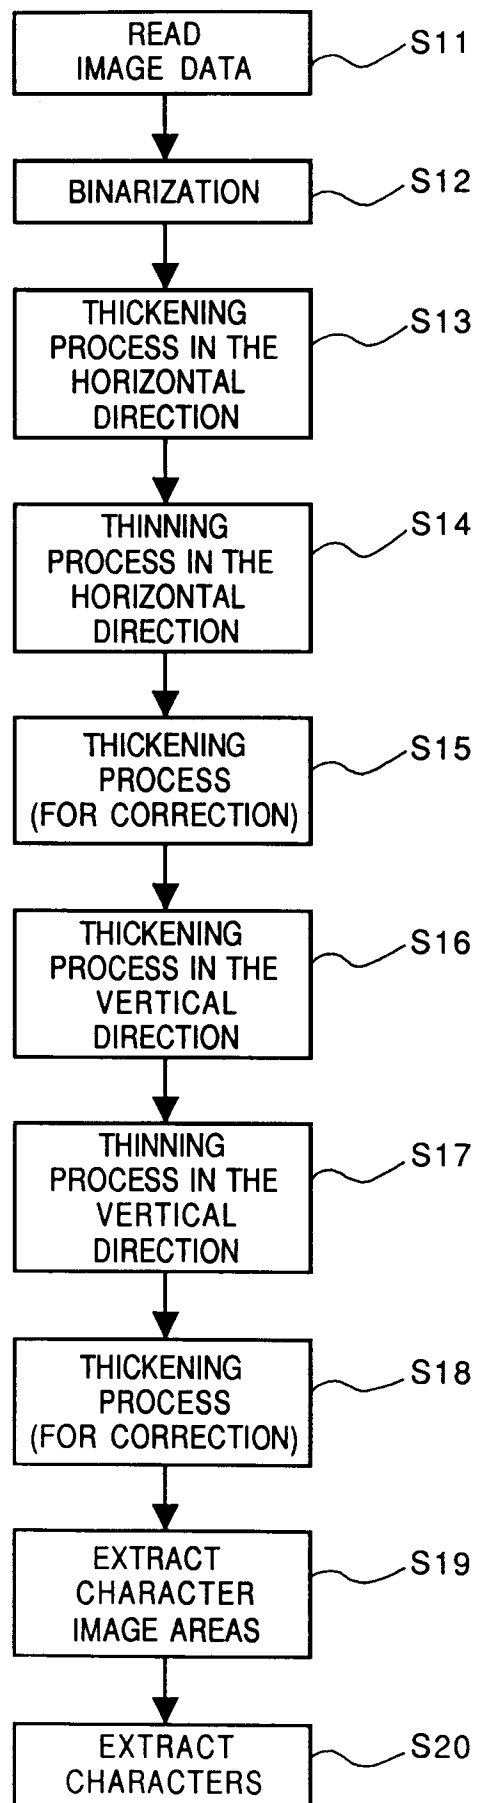 READ
IMAGE DATA
S11
BINARIZATION
S12
THICKENING
PROCESS IN THE
HORIZONTAL
DIRECTION
S13
THINNING
PROCESS IN THE
HORIZONTAL
DIRECTION
S14
THICKENING
PROCESS
(FOR CORRECTION)
S15
THICKENING
PROCESS IN THE
VERTICAL
DIRECTION
S16
THINNING
PROCESS IN THE
VERTICAL
DIRECTION
S17
THICKENING
PROCESS
(FOR CORRECTION)
S18
EXTRACT
CHARACTER
IMAGE AREAS
S19
EXTRACT
CHARACTERS
S20